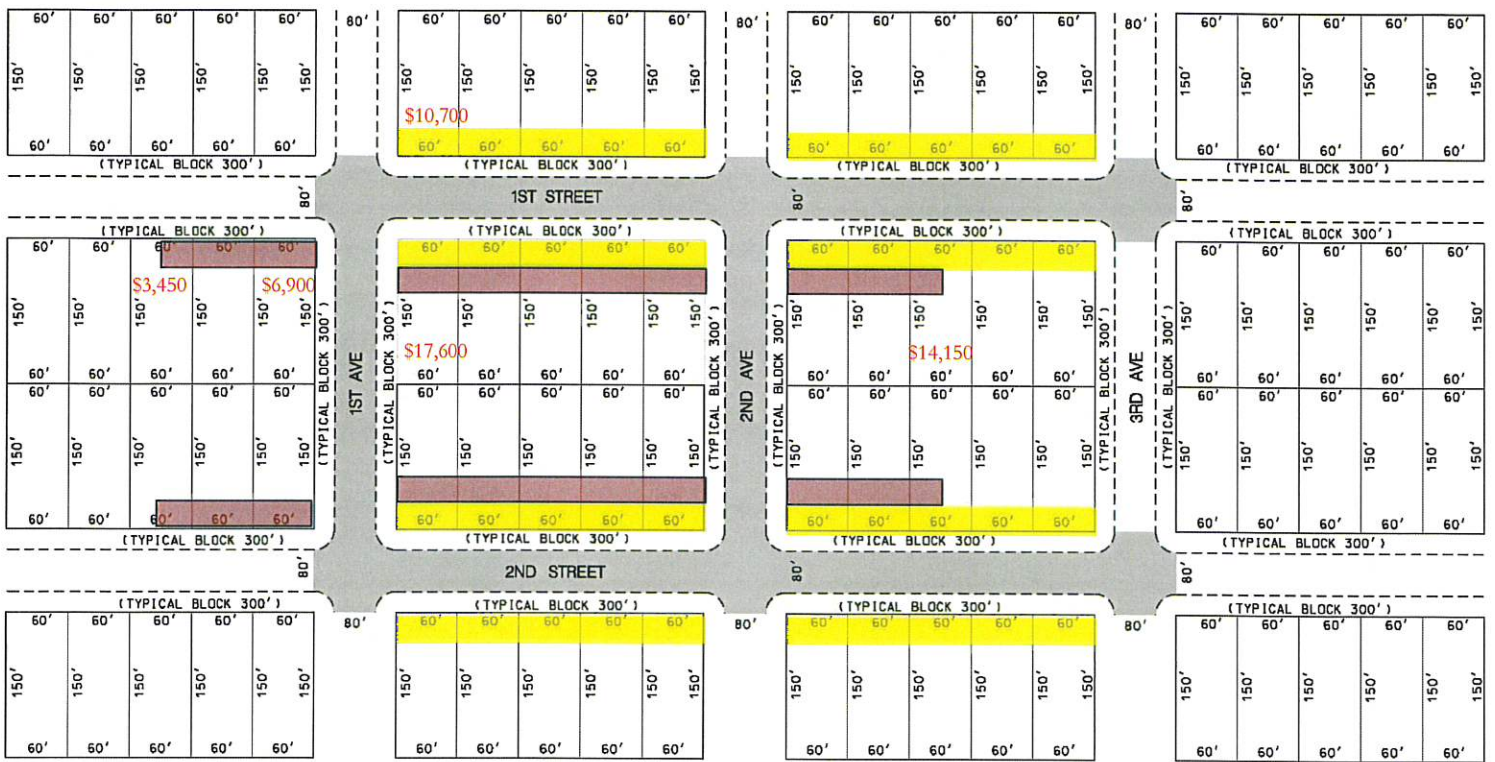 60' 60' 60' 60' 60' 80' 60' 60' 60' 60' 60' 80' 60' 60' 60' 60' 60' 80' 60' 60' 60' 60' 60'
150' 150' 150' 150' 150' 150' 150' 150' 150' 150' 150' 150' 150' 150' 150' 150' 150' 150' 150' 150' 150' 150' 150' 150'
$10,700
60' 60' 60' 60' 60' 60' 60' 60' 60' 60' 60' 60' 60' 60' 60' 60' 60' 60' 60' 60'
(TYPICAL BLOCK 300') (TYPICAL BLOCK 300') (TYPICAL BLOCK 300') (TYPICAL BLOCK 300')
80' 1ST STREET 80' 80'
(TYPICAL BLOCK 300') (TYPICAL BLOCK 300') (TYPICAL BLOCK 300') (TYPICAL BLOCK 300')
60' 60' 60' 60' 60' 60' 60' 60' 60' 60' 60' 60' 60' 60' 60' 60' 60' 60' 60' 60'
$3,450 $6,900
150' 150' 150' 150' 150' 150' 150' 150' 150' 150' 150' 150' 150' 150' 150' 150' 150' 150' 150' 150' 150' 150' 150' 150'
(TYPICAL BLOCK 300') (TYPICAL BLOCK 300') (TYPICAL BLOCK 300') (TYPICAL BLOCK 300') (TYPICAL BLOCK 300') (TYPICAL BLOCK 300')
$17,600 $14,150
60' 60' 60' 60' 60' 60' 60' 60' 60' 60' 60' 60' 60' 60' 60' 60' 60' 60' 60' 60'
1ST AVE 2ND AVE 3RD AVE
60' 60' 60' 60' 60' 60' 60' 60' 60' 60' 60' 60' 60' 60' 60' 60' 60' 60' 60' 60'
150' 150' 150' 150' 150' 150' 150' 150' 150' 150' 150' 150' 150' 150' 150' 150' 150' 150' 150' 150' 150' 150' 150' 150'
60' 60' 60' 60' 60' 60' 60' 60' 60' 60' 60' 60' 60' 60' 60' 60' 60' 60' 60' 60'
(TYPICAL BLOCK 300') (TYPICAL BLOCK 300') (TYPICAL BLOCK 300') (TYPICAL BLOCK 300')
80' 2ND STREET 80' 80'
(TYPICAL BLOCK 300') (TYPICAL BLOCK 300') (TYPICAL BLOCK 300') (TYPICAL BLOCK 300')
60' 60' 60' 60' 60' 80' 60' 60' 60' 60' 60' 80' 60' 60' 60' 60' 60' 80' 60' 60' 60' 60' 60'
150' 150' 150' 150' 150' 150' 150' 150' 150' 150' 150' 150' 150' 150' 150' 150' 150' 150' 150' 150' 150' 150' 150' 150'
60' 60' 60' 60' 60' 60' 60' 60' 60' 60' 60' 60' 60' 60' 60' 60' 60' 60' 60' 60'